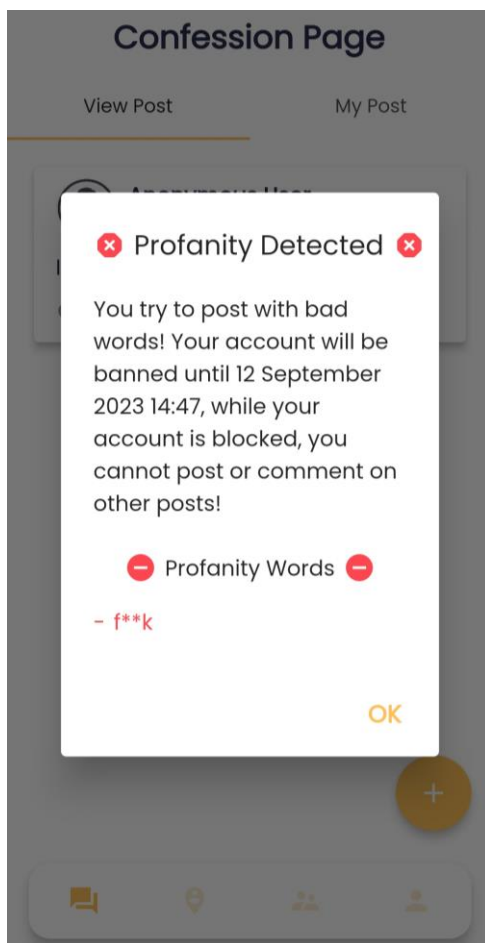 Confession Page
View Post My Post
Profanity Detected
You try to post with bad
words! Your account will be
banned until 12 September
2023 14:47, while your
account is blocked, you
cannot post or comment on
other posts!
Profanity Words
- f**k
OK